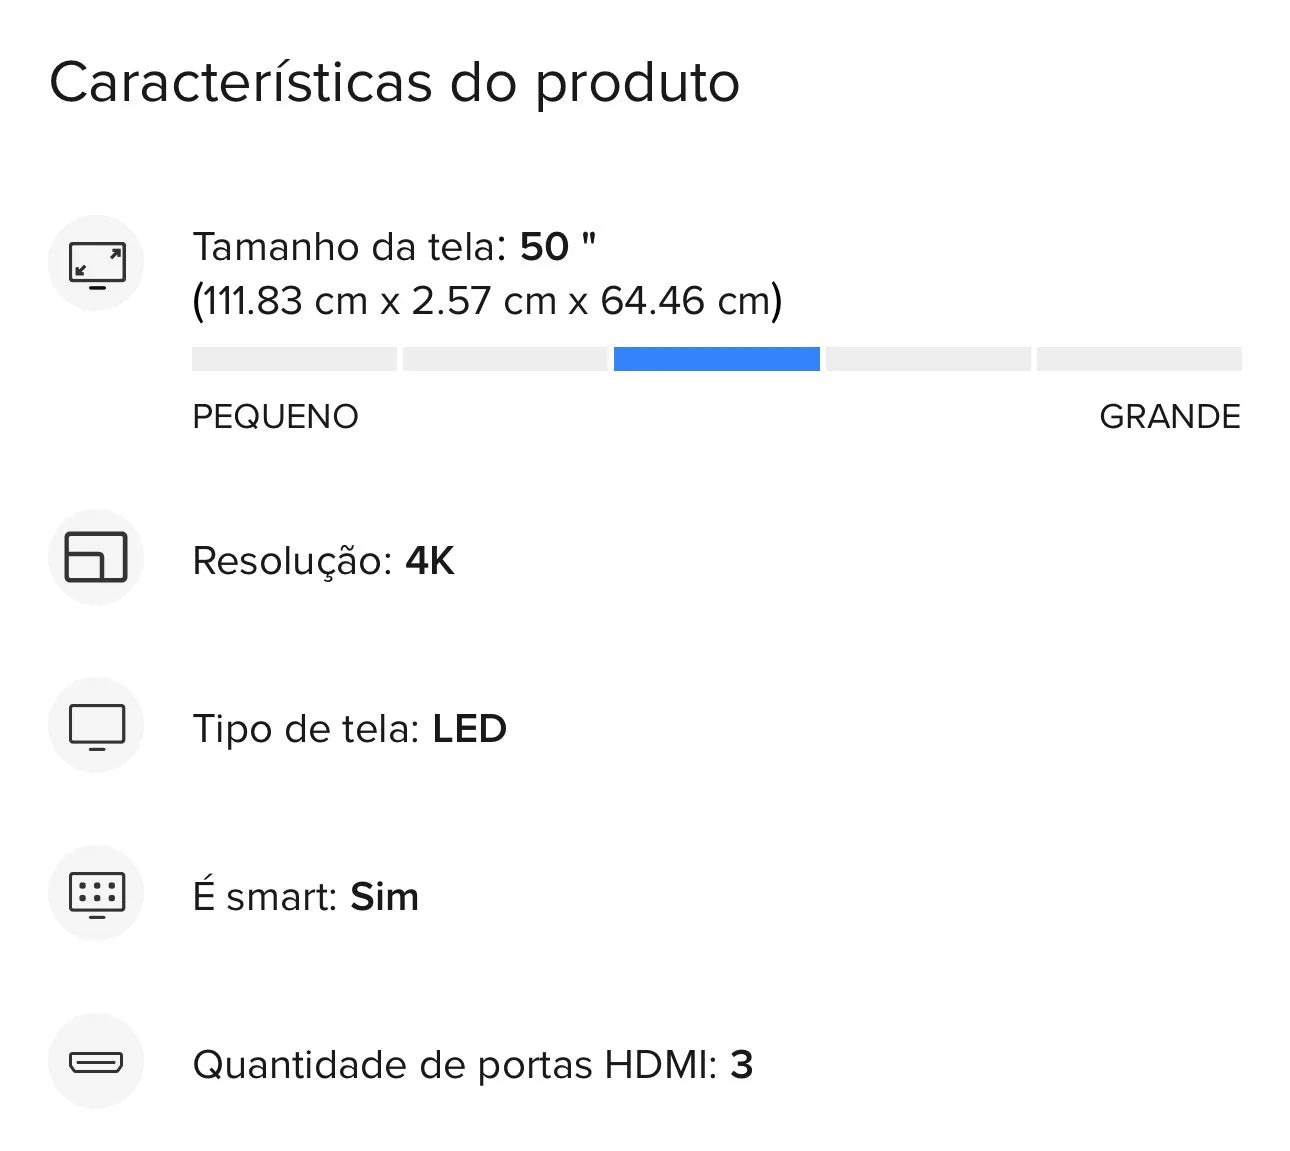 Características do produto
Tamanho da tela: 50 "
(111.83 cm x 2.57 cm x 64.46 cm)
PEQUENO
GRANDE
Resolução: 4K
Tipo de tela: LED
É smart: Sim
Quantidade de portas HDMI: 3